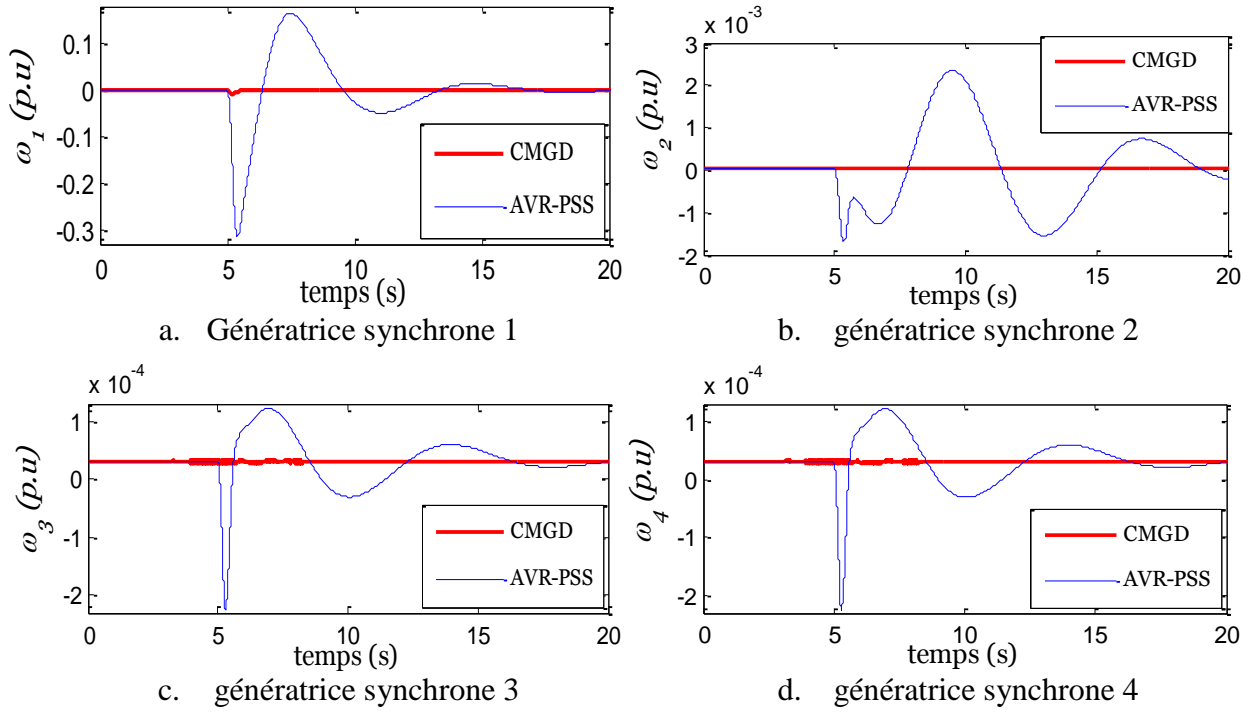 0.1
0
-0.1
-0.2
-0.3
ω_1 (p.u)
CMGD
AVR-PSS
0 5 10 15 20
temps (s)
a. Génératrice synchrone 1
x 10^-3
3
2
1
0
-1
-2
ω_2 (p.u)
CMGD
AVR-PSS
0 5 10 15 20
temps (s)
b. génératrice synchrone 2
x 10^-4
1
0
-1
-2
ω_3 (p.u)
CMGD
AVR-PSS
0 5 10 15 20
temps (s)
c. génératrice synchrone 3
x 10^-4
1
0
-1
-2
ω_4 (p.u)
CMGD
AVR-PSS
0 5 10 15 20
temps (s)
d. génératrice synchrone 4